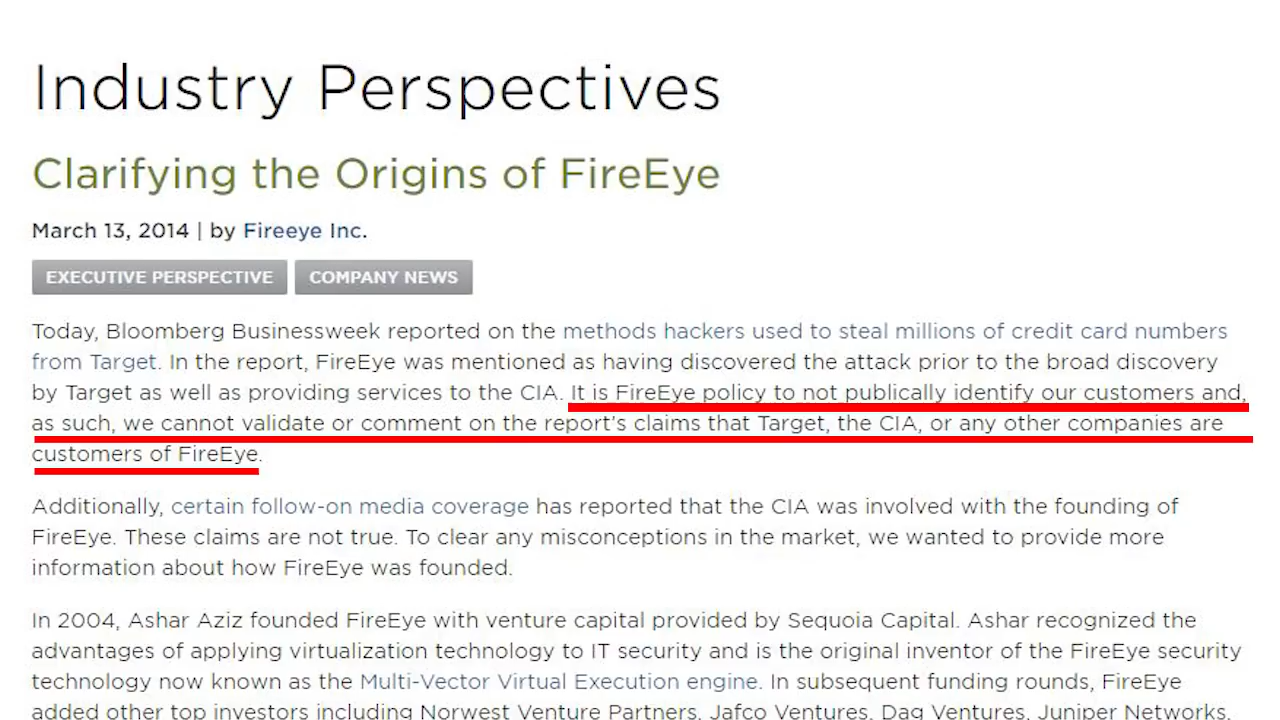 Industry Perspectives
Clarifying the Origins of FireEye
March 13, 2014 | by Fireeye Inc.
EXECUTIVE PERSPECTIVE COMPANY NEWS
Today, Bloomberg Businessweek reported on the methods hackers used to steal millions of credit card numbers
from Target. In the report, FireEye was mentioned as having discovered the attack prior to the broad discovery
by Target as well as providing services to the CIA. It is FireEye policy to not publically identify our customers and,
as such, we cannot validate or comment on the report's claims that Target, the CIA, or any other companies are
customers of FireEye.
Additionally, certain follow-on media coverage has reported that the CIA was involved with the founding of
FireEye. These claims are not true. To clear any misconceptions in the market, we wanted to provide more
information about how FireEye was founded.
In 2004, Ashar Aziz founded FireEye with venture capital provided by Sequoia Capital. Ashar recognized the
advantages of applying virtualization technology to IT security and is the original inventor of the FireEye security
technology now known as the Multi-Vector Virtual Execution engine. In subsequent funding rounds, FireEye
added other top investors including Norwest Venture Partners, Jafco Ventures, Dag Ventures, Juniper Networks,